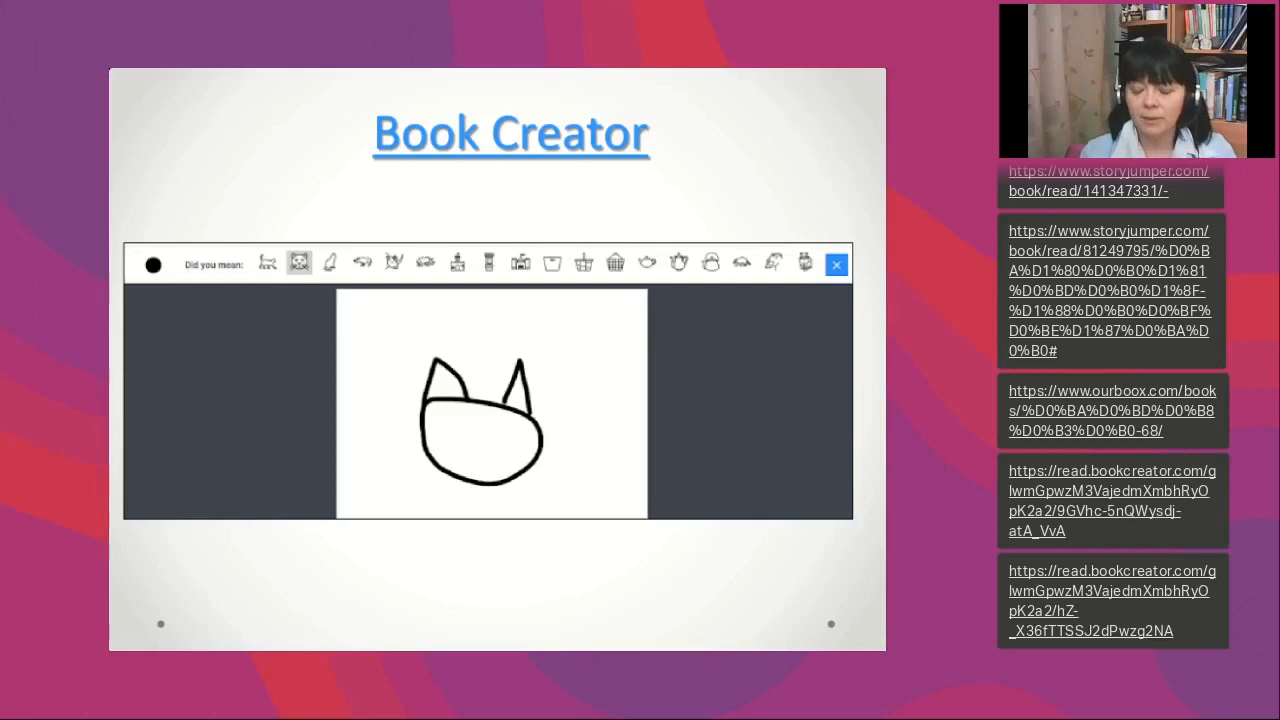 Book Creator
Did you mean:
https://www.storyjumper.com/
book/read/141347331/-
https://www.storyjumper.com/
book/read/81249795/%D0%B
A%D1%80%D0%B0%D1%81
%D0%BD%D0%B0%D1%8F-
%D1%88%D0%B0%D0%BF%
D0%BE%D1%87%D0%BA%D
0%B0#
https://www.ourboox.com/book
s/%D0%BA%D0%BD%D0%B8
%D0%B3%D0%B0-68/
https://read.bookcreator.com/g
IwmGpwzM3VajedmXmbhRyO
pK2a2/9GVhc-5nQWysdj-
atA_VvA
https://read.bookcreator.com/g
IwmGpwzM3VajedmXmbhRyO
pK2a2/hZ-
_X36fTTSSJ2dPwzg2NA